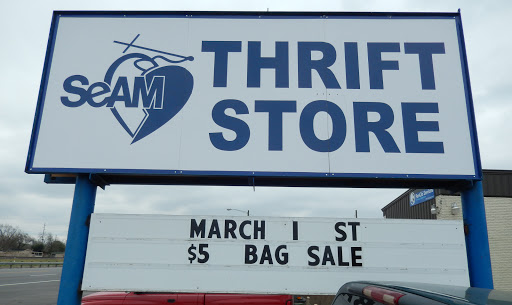 SeAM
THRIFT
STORE
MARCH 1 ST
$5 BAG SALE